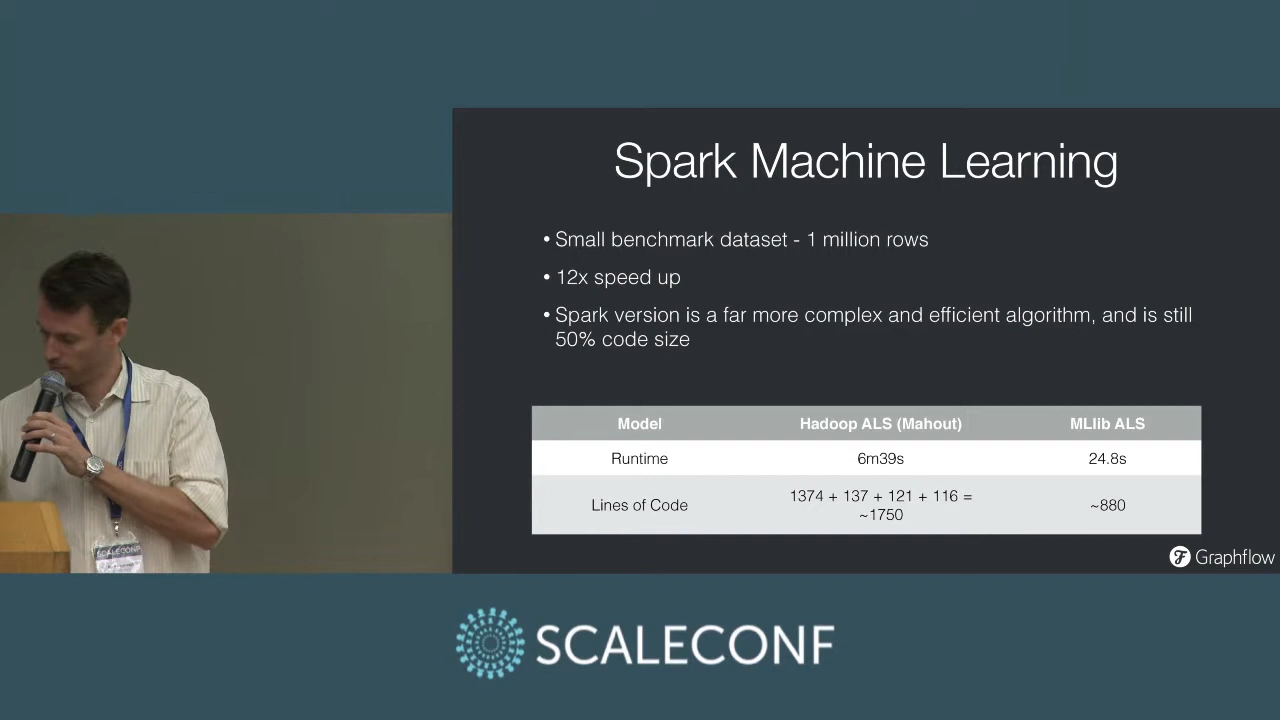 Spark Machine Learning
• Small benchmark dataset - 1 million rows
• 12x speed up
• Spark version is a far more complex and efficient algorithm, and is still
50% code size
Model Hadoop ALS (Mahout) MLlib ALS
Runtime 6m39s 24.8s
Lines of Code 1374 + 137 + 121 + 116 =
~1750 ~880
Graphflow
SCALECONF
SCALECONF